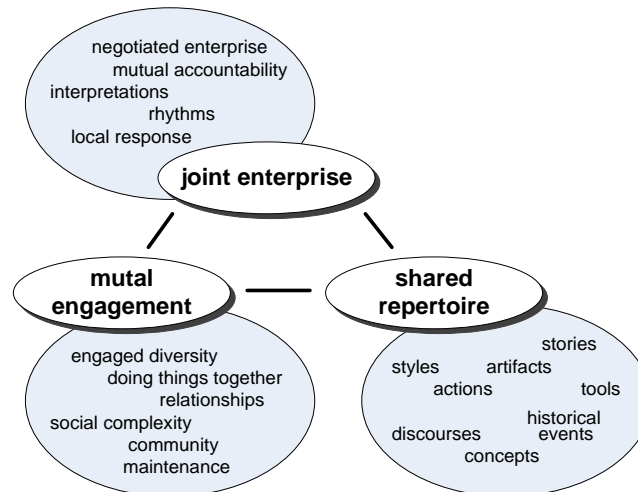 negotiated enterprise
mutual accountability
interpretations
rhythms
local response
joint enterprise
mutal
engagement
engaged diversity
doing things together
relationships
social complexity
community
maintenance
shared
repertoire
stories
styles artifacts
actions tools
historical
discourses events
concepts